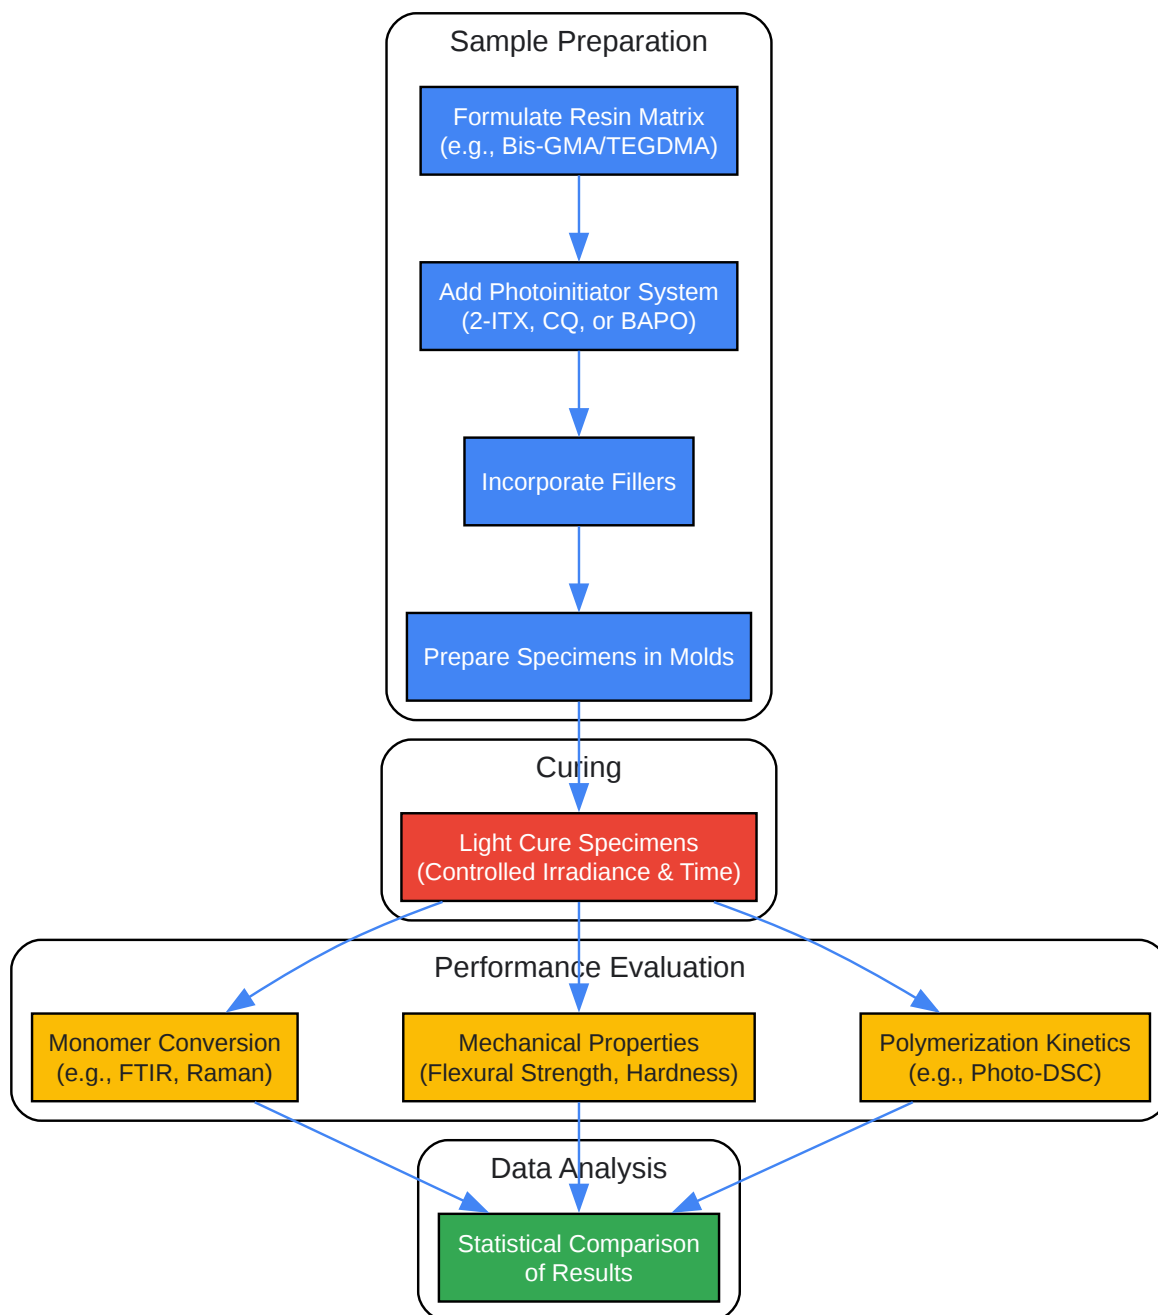 Sample Preparation
Formulate Resin Matrix
(e.g., Bis-GMA/TEGDMA)
Add Photoinitiator System
(2-ITX, CQ, or BAPO)
Incorporate Fillers
Prepare Specimens in Molds
Curing
Light Cure Specimens
(Controlled Irradiance & Time)
Performance Evaluation
Monomer Conversion
(e.g., FTIR, Raman)
Mechanical Properties
(Flexural Strength, Hardness)
Polymerization Kinetics
(e.g., Photo-DSC)
Data Analysis
Statistical Comparison
of Results